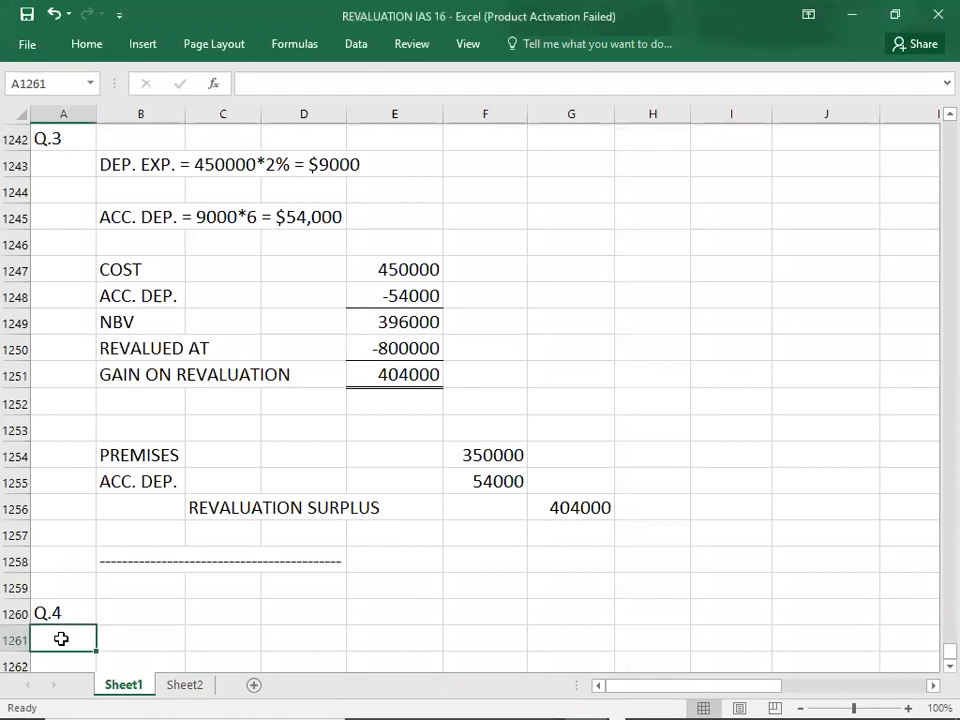 REVALUATION IAS 16 - Excel (Product Activation Failed)
File Home Insert Page Layout Formulas Data Review View Tell me what you want to do... Share
A1261 fx
A B C D E F G H I J
1242 Q.3
1243 DEP. EXP. = 450000*2% = $9000
1244
1245 ACC. DEP. = 9000*6 = $54,000
1246
1247 COST 450000
1248 ACC. DEP. -54000
1249 NBV 396000
1250 REVALUED AT -800000
1251 GAIN ON REVALUATION 404000
1252
1253
1254 PREMISES 350000
1255 ACC. DEP. 54000
1256 REVALUATION SURPLUS 404000
1257
1258 -------------------------------------------
1259
1260 Q.4
1261
1262
Sheet1 Sheet2
Ready 100%